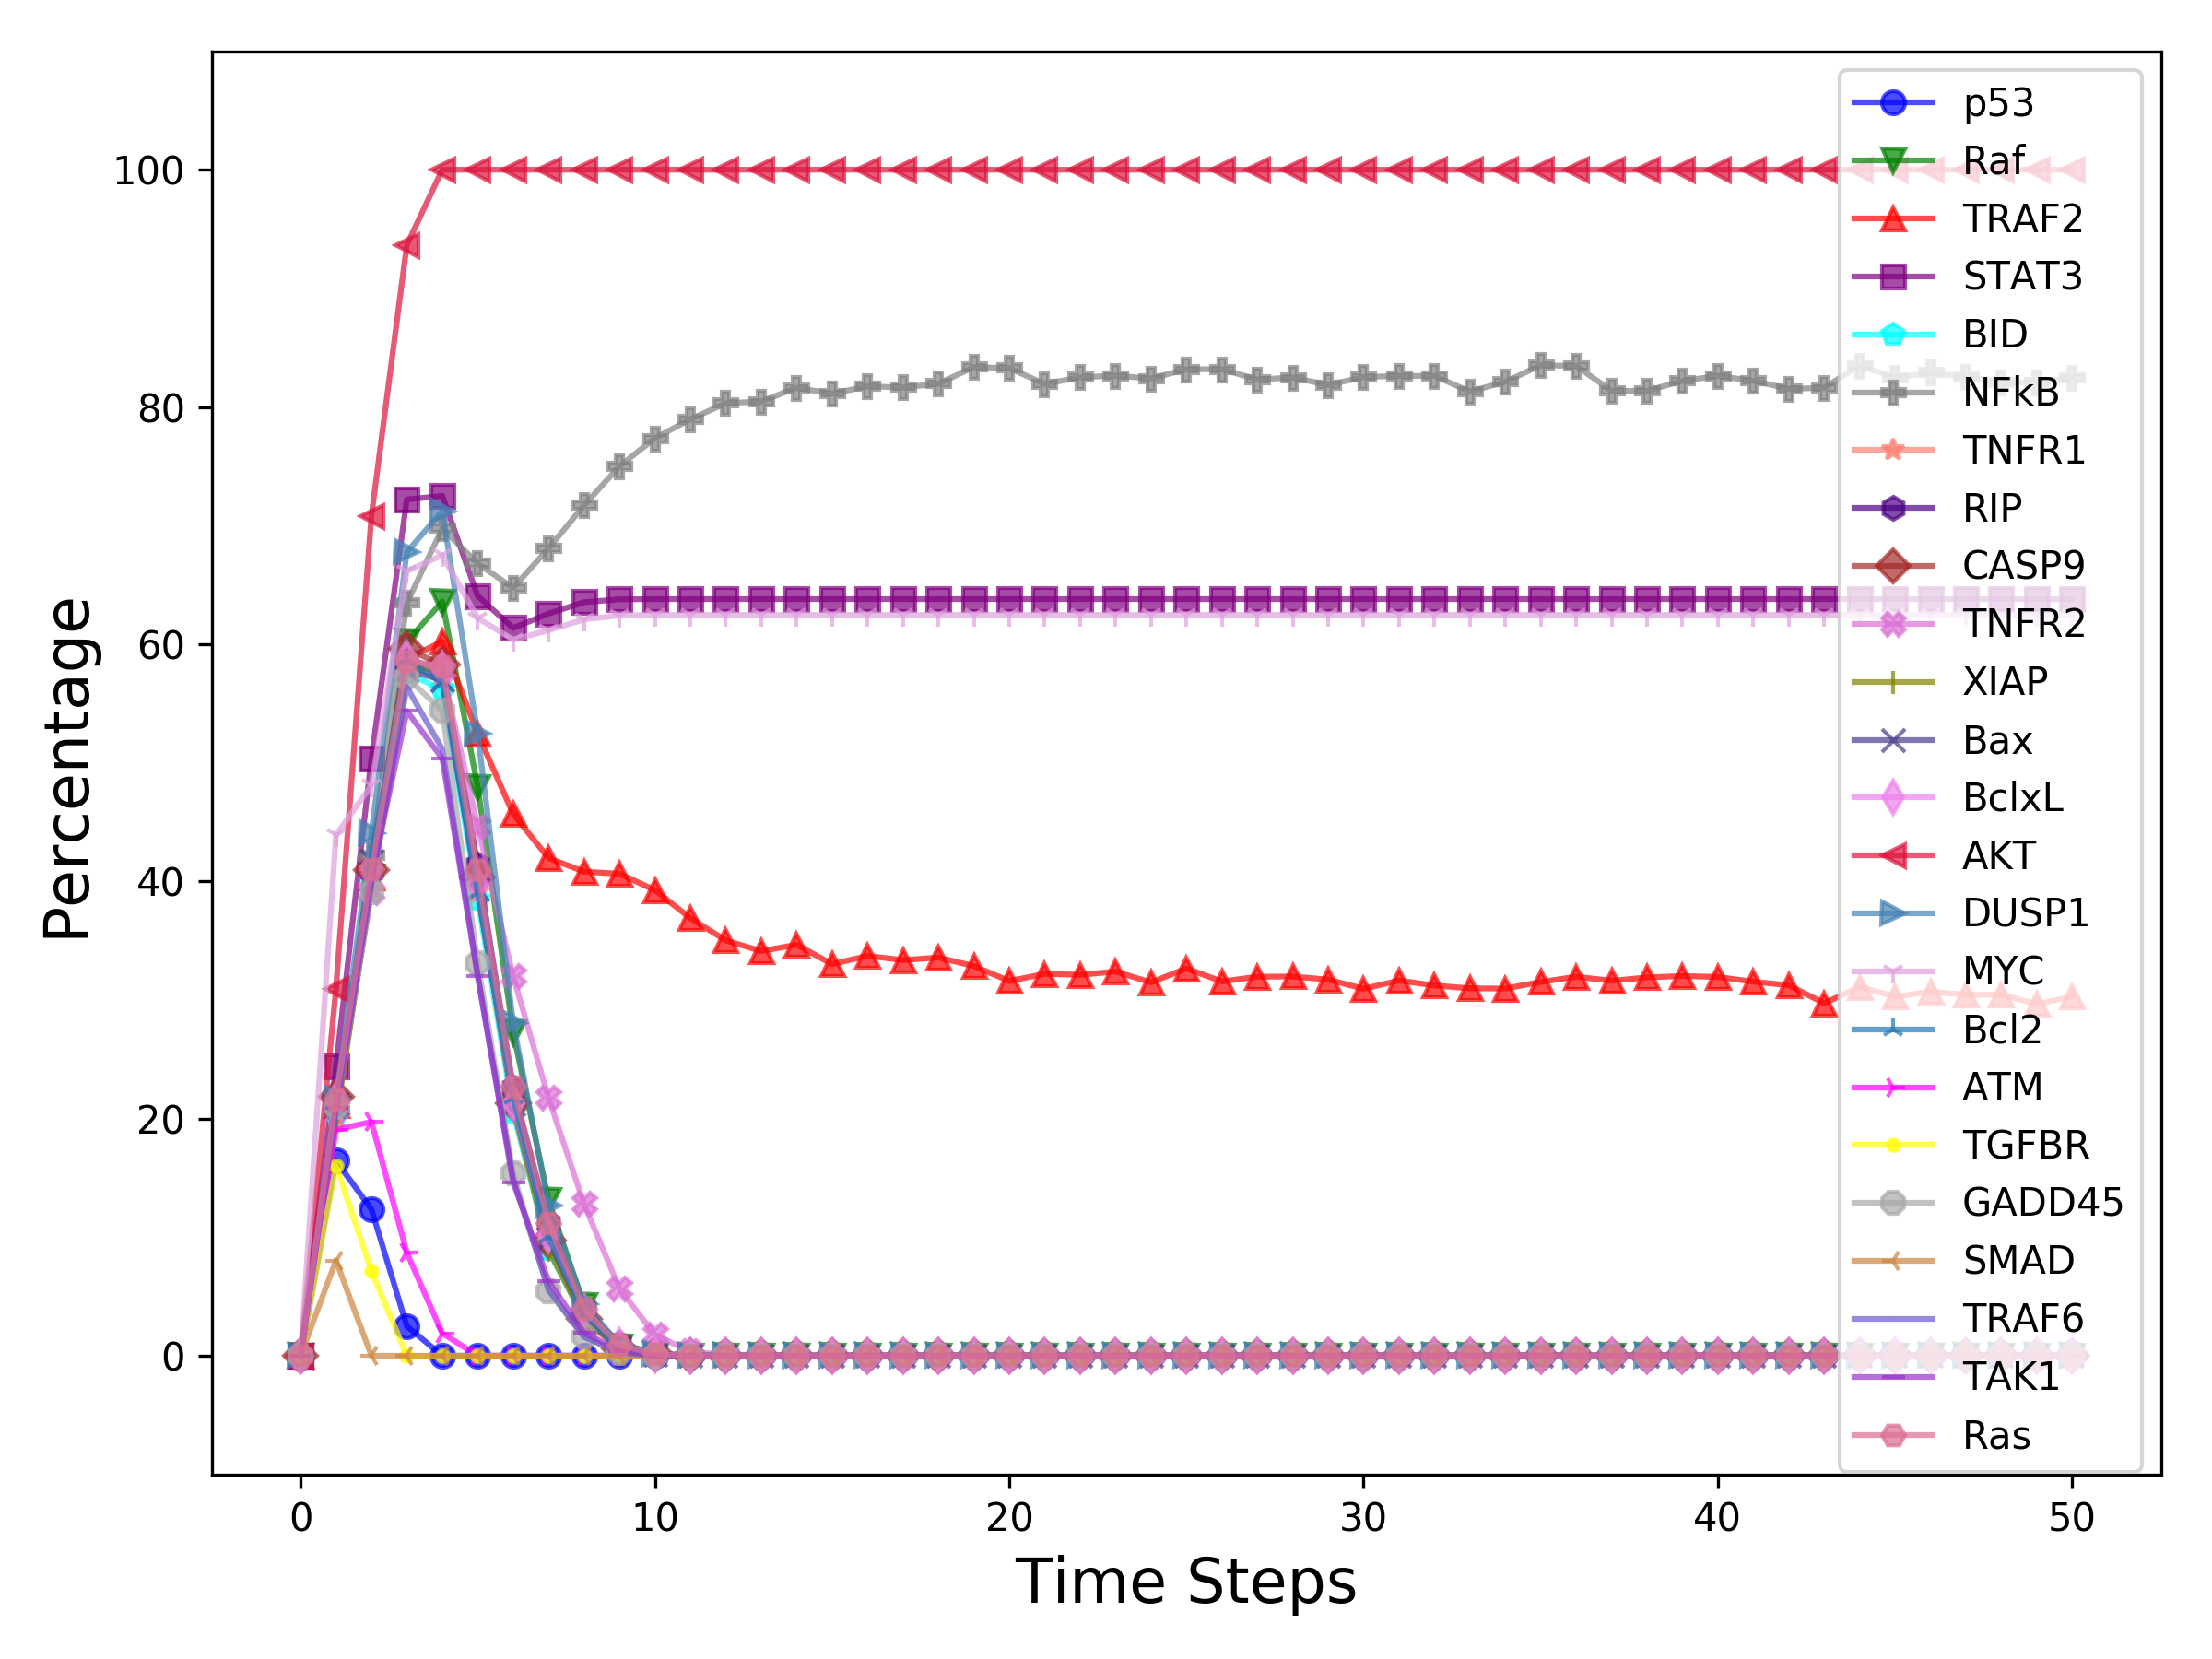 100
80
60
40
20
0
Percentage
0 10 20 30 40 50
Time Steps
p53
Raf
TRAF2
STAT3
BID
NFkB
TNFR1
RIP
CASP9
TNFR2
XIAP
Bax
BclxL
AKT
DUSP1
MYC
Bcl2
ATM
TGFBR
GADD45
SMAD
TRAF6
TAK1
Ras